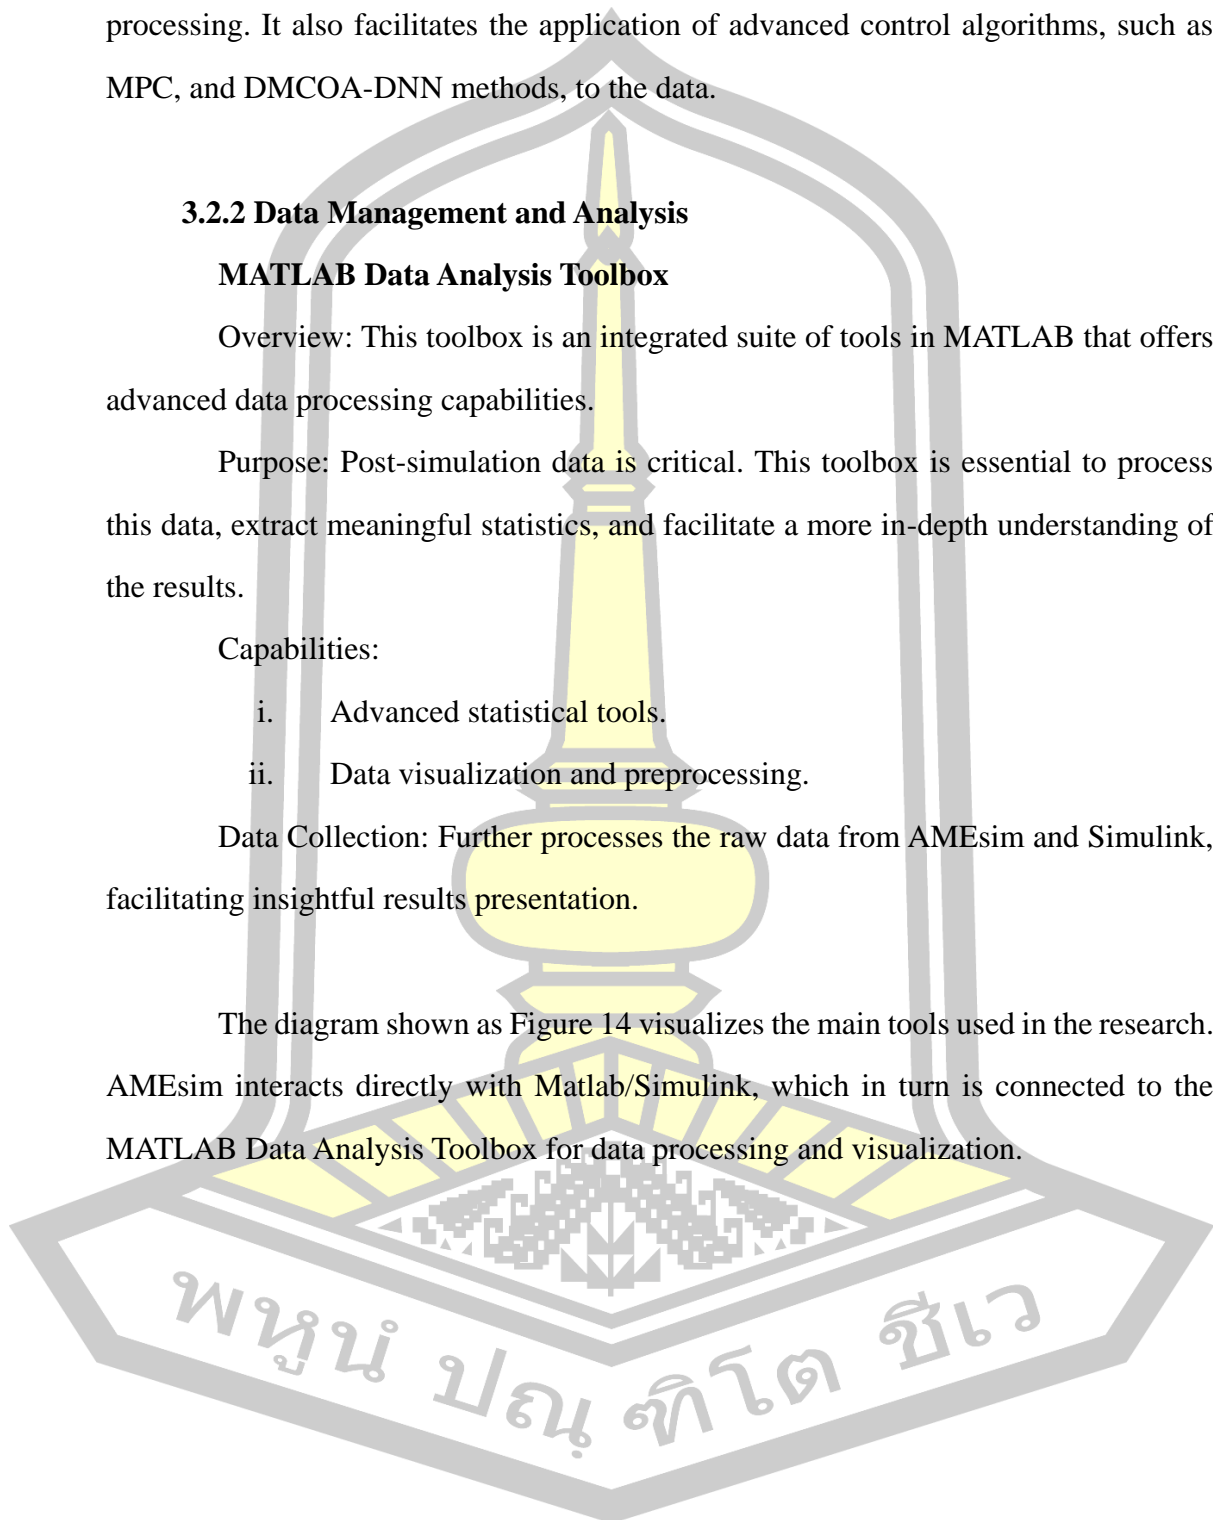 processing. It also facilitates the application of advanced control algorithms, such as
MPC, and DMCOA-DNN methods, to the data.
3.2.2 Data Management and Analysis
MATLAB Data Analysis Toolbox
Overview: This toolbox is an integrated suite of tools in MATLAB that offers
advanced data processing capabilities.
Purpose: Post-simulation data is critical. This toolbox is essential to process
this data, extract meaningful statistics, and facilitate a more in-depth understanding of
the results.
Capabilities:
i. Advanced statistical tools.
ii. Data visualization and preprocessing.
Data Collection: Further processes the raw data from AMEsim and Simulink,
facilitating insightful results presentation.
The diagram shown as Figure 14 visualizes the main tools used in the research.
AMEsim interacts directly with Matlab/Simulink, which in turn is connected to the
MATLAB Data Analysis Toolbox for data processing and visualization.
พหูนํ ปณฺ ฑิโต ชีเว